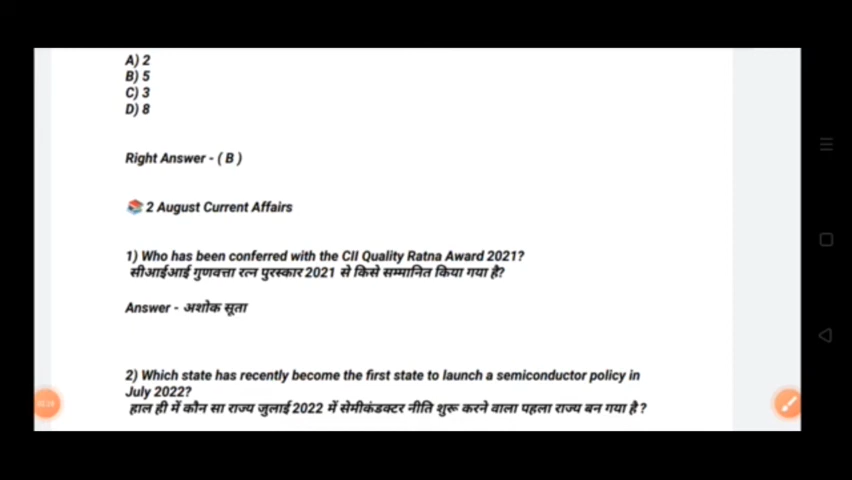 A) 2
B) 5
C) 3
D) 8
Right Answer - ( B )
📚 2 August Current Affairs
1) Who has been conferred with the CII Quality Ratna Award 2021?
सीआईआई गुणवत्ता रत्न पुरस्कार 2021 से किसे सम्मानित किया गया है?
Answer - अशोक सूता
2) Which state has recently become the first state to launch a semiconductor policy in
July 2022?
हाल ही में कौन सा राज्य जुलाई 2022 में सेमीकंडक्टर नीति शुरू करने वाला पहला राज्य बन गया है ?